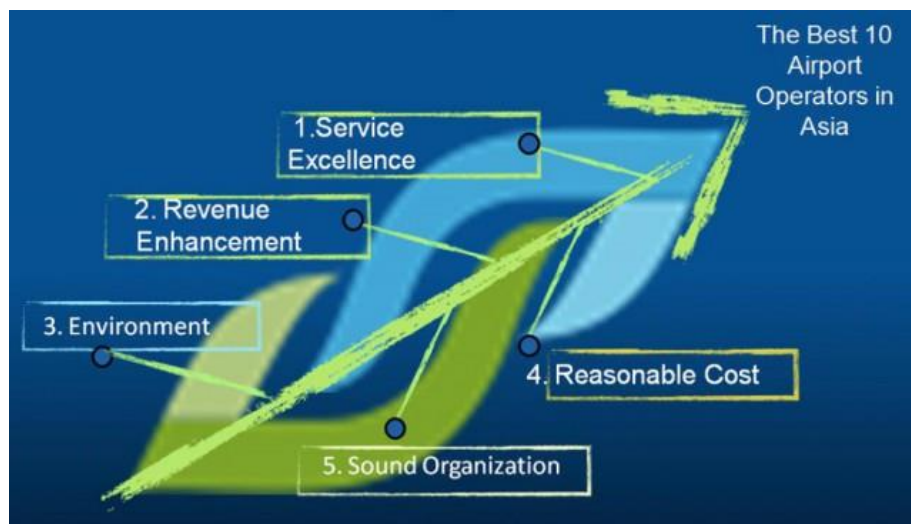 The Best 10
Airport
Operators in
Asia
1.Service
Excellence
2. Revenue
Enhancement
3. Environment
4. Reasonable Cost
5. Sound Organization